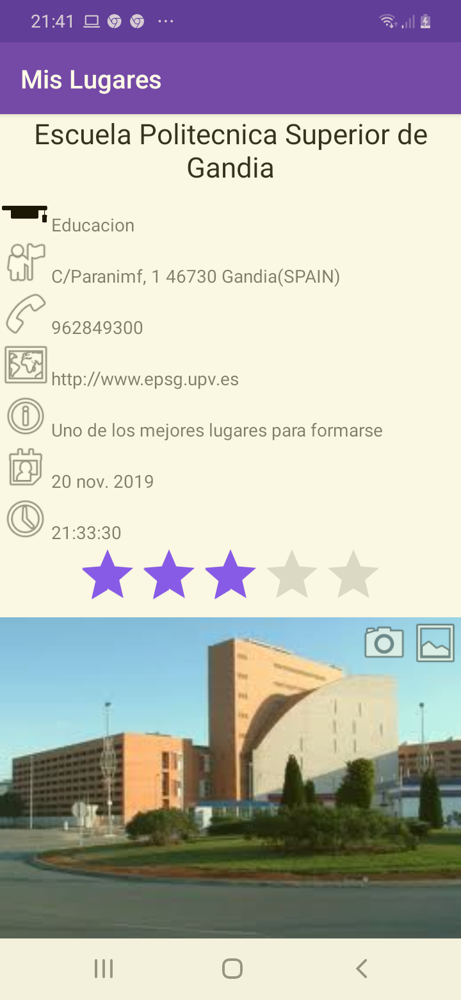 21:41
Mis Lugares
Escuela Politecnica Superior de
Gandia
Educacion
C/Paranimf, 1 46730 Gandia(SPAIN)
962849300
http://www.epsg.upv.es
Uno de los mejores lugares para formarse
20 nov. 2019
21:33:30